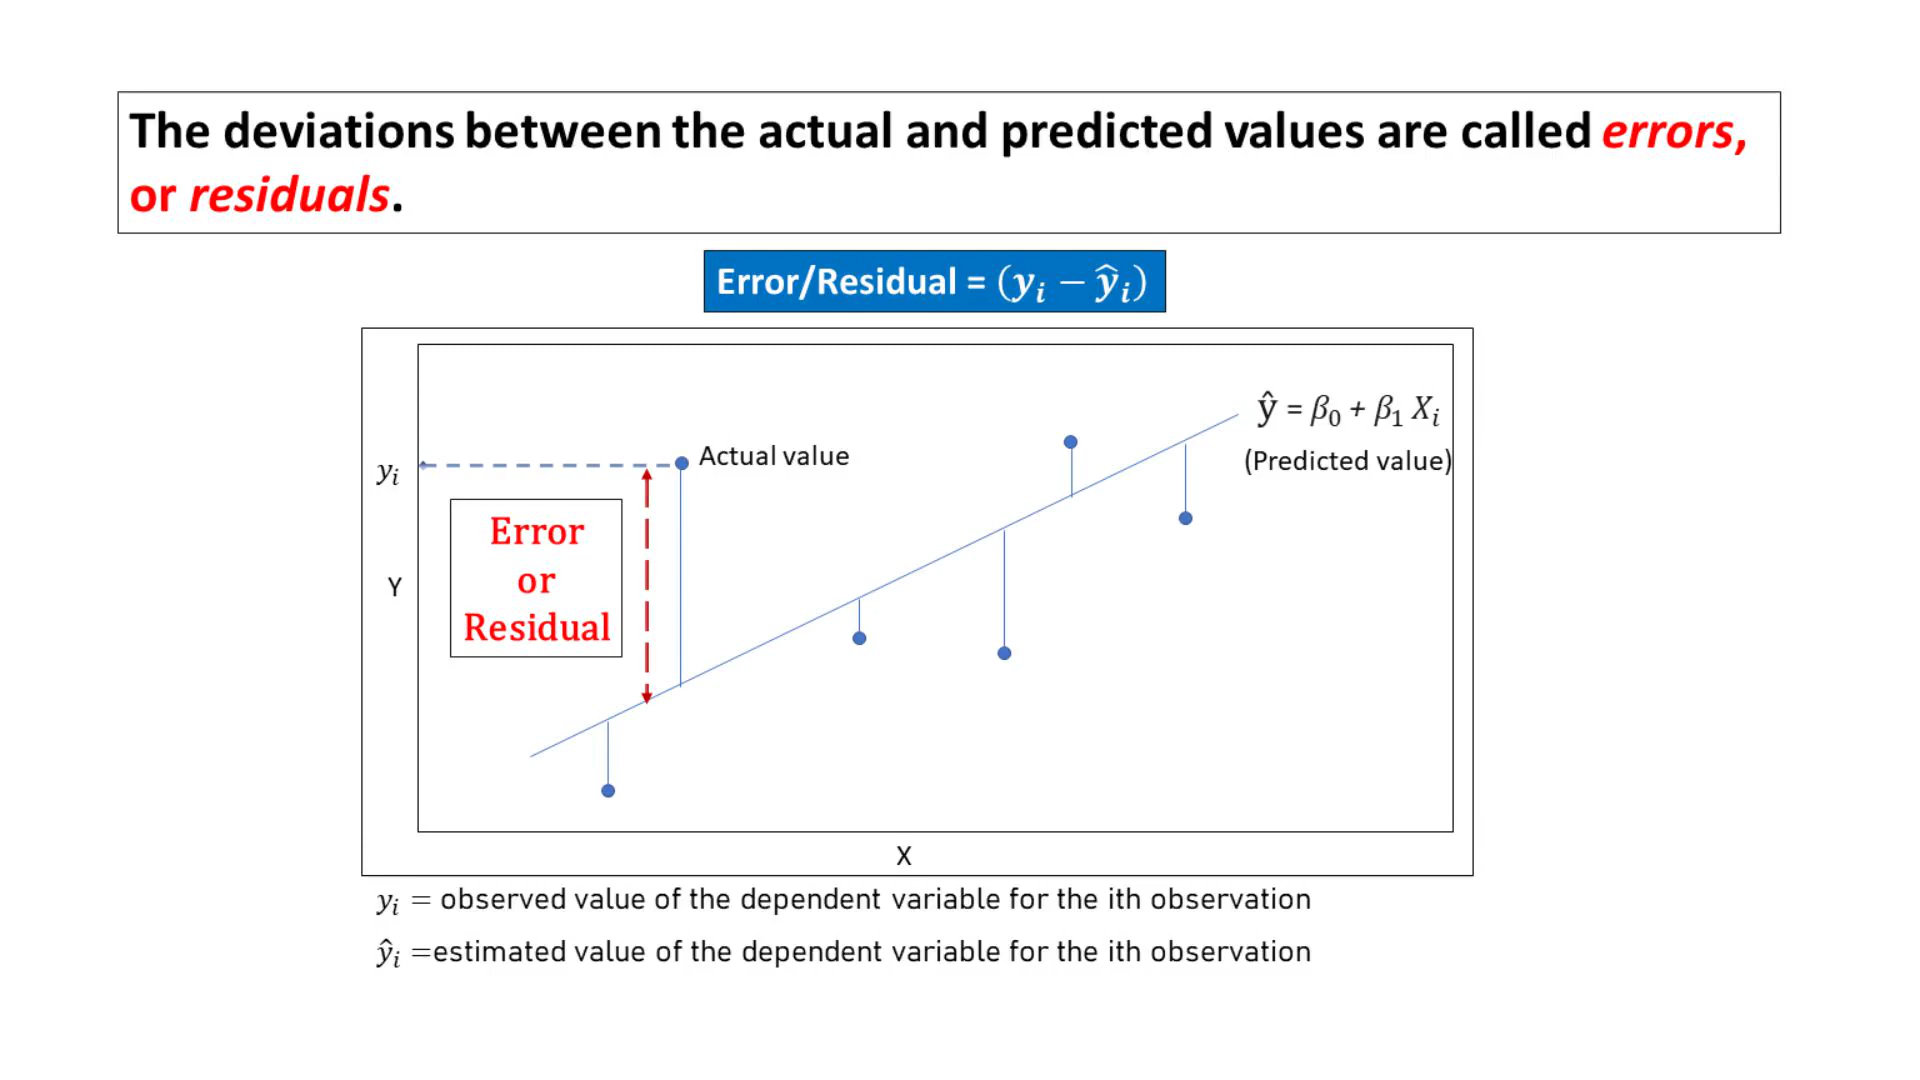 The deviations between the actual and predicted values are called errors,
or residuals.
Error/Residual = (yᵢ − ŷᵢ)
ŷ = β₀ + β₁ Xᵢ
(Predicted value)
Actual value
yᵢ
Error
or
Residual
Y
X
yᵢ = observed value of the dependent variable for the ith observation
ŷᵢ =estimated value of the dependent variable for the ith observation